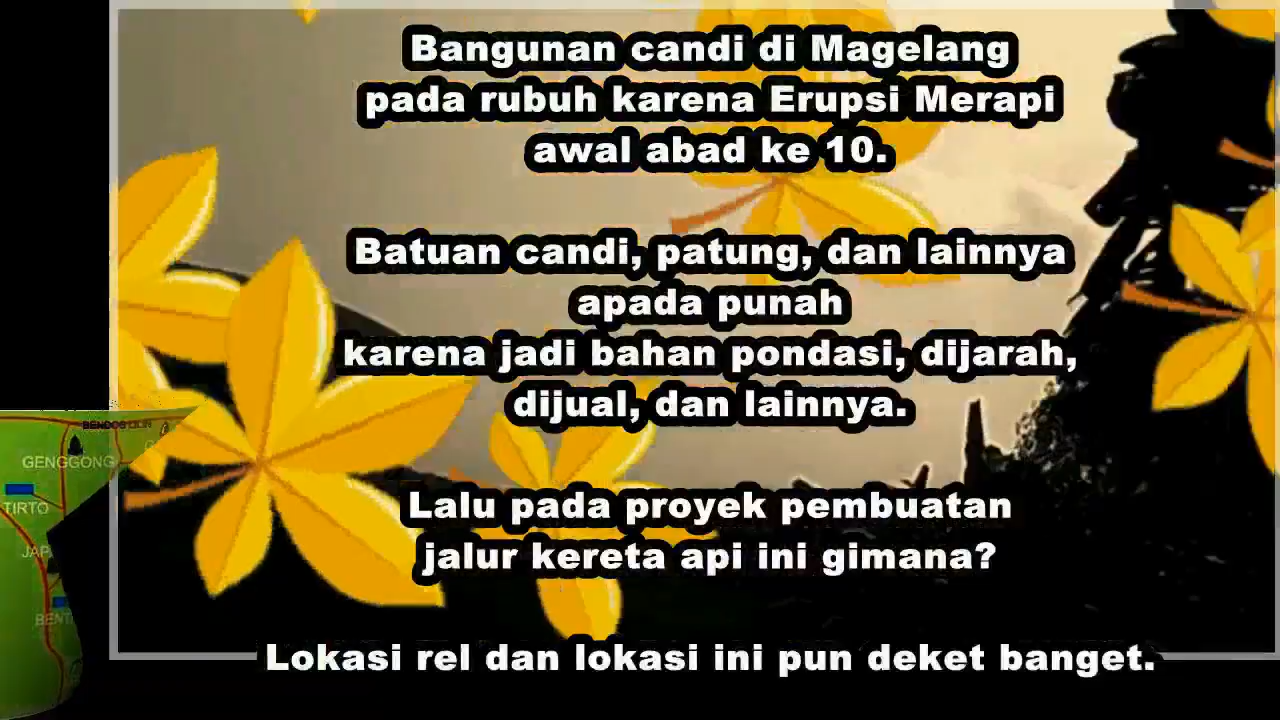 Bangunan candi di Magelang
pada rubuh karena Erupsi Merapi
awal abad ke 10.
Batuan candi, patung, dan lainnya
apada punah
karena jadi bahan pondasi, dijarah,
dijual, dan lainnya.
Lalu pada proyek pembuatan
jalur kereta api ini gimana?
Lokasi rel dan lokasi ini pun deket banget.
GENGGONG
TIRTO